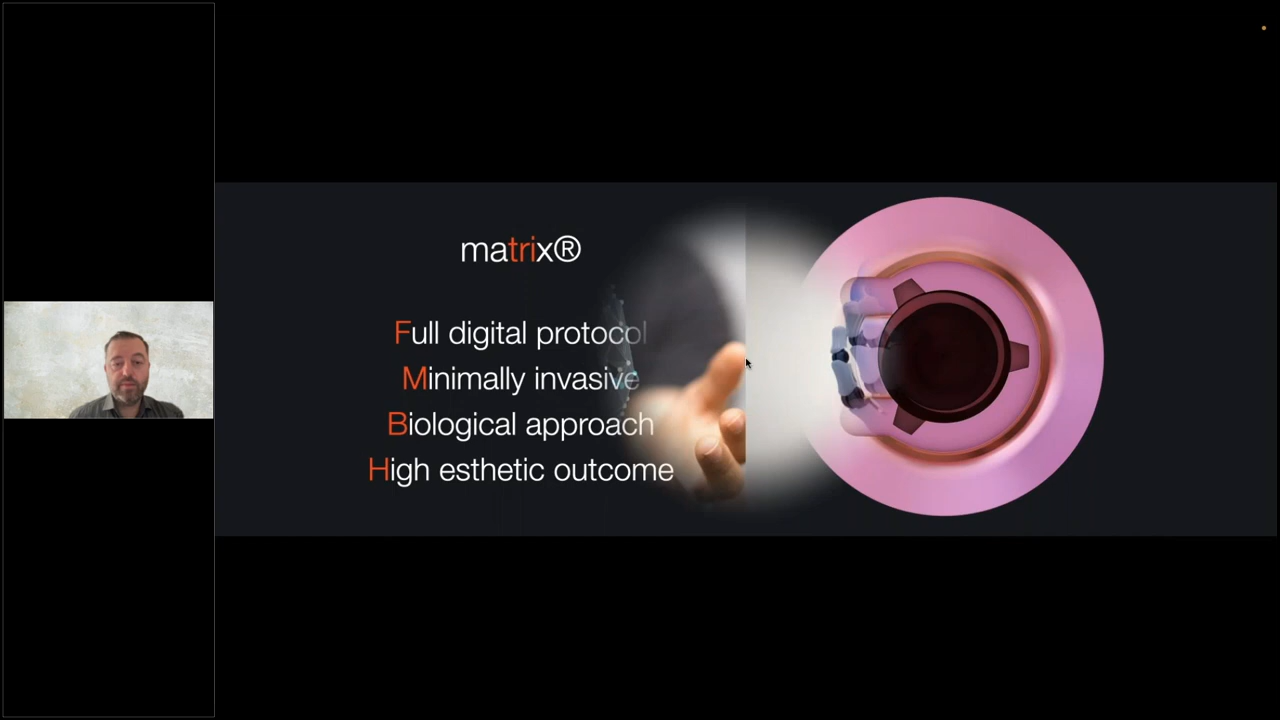 matrix®
Full digital protocol
Minimally invasive
Biological approach
High esthetic outcome